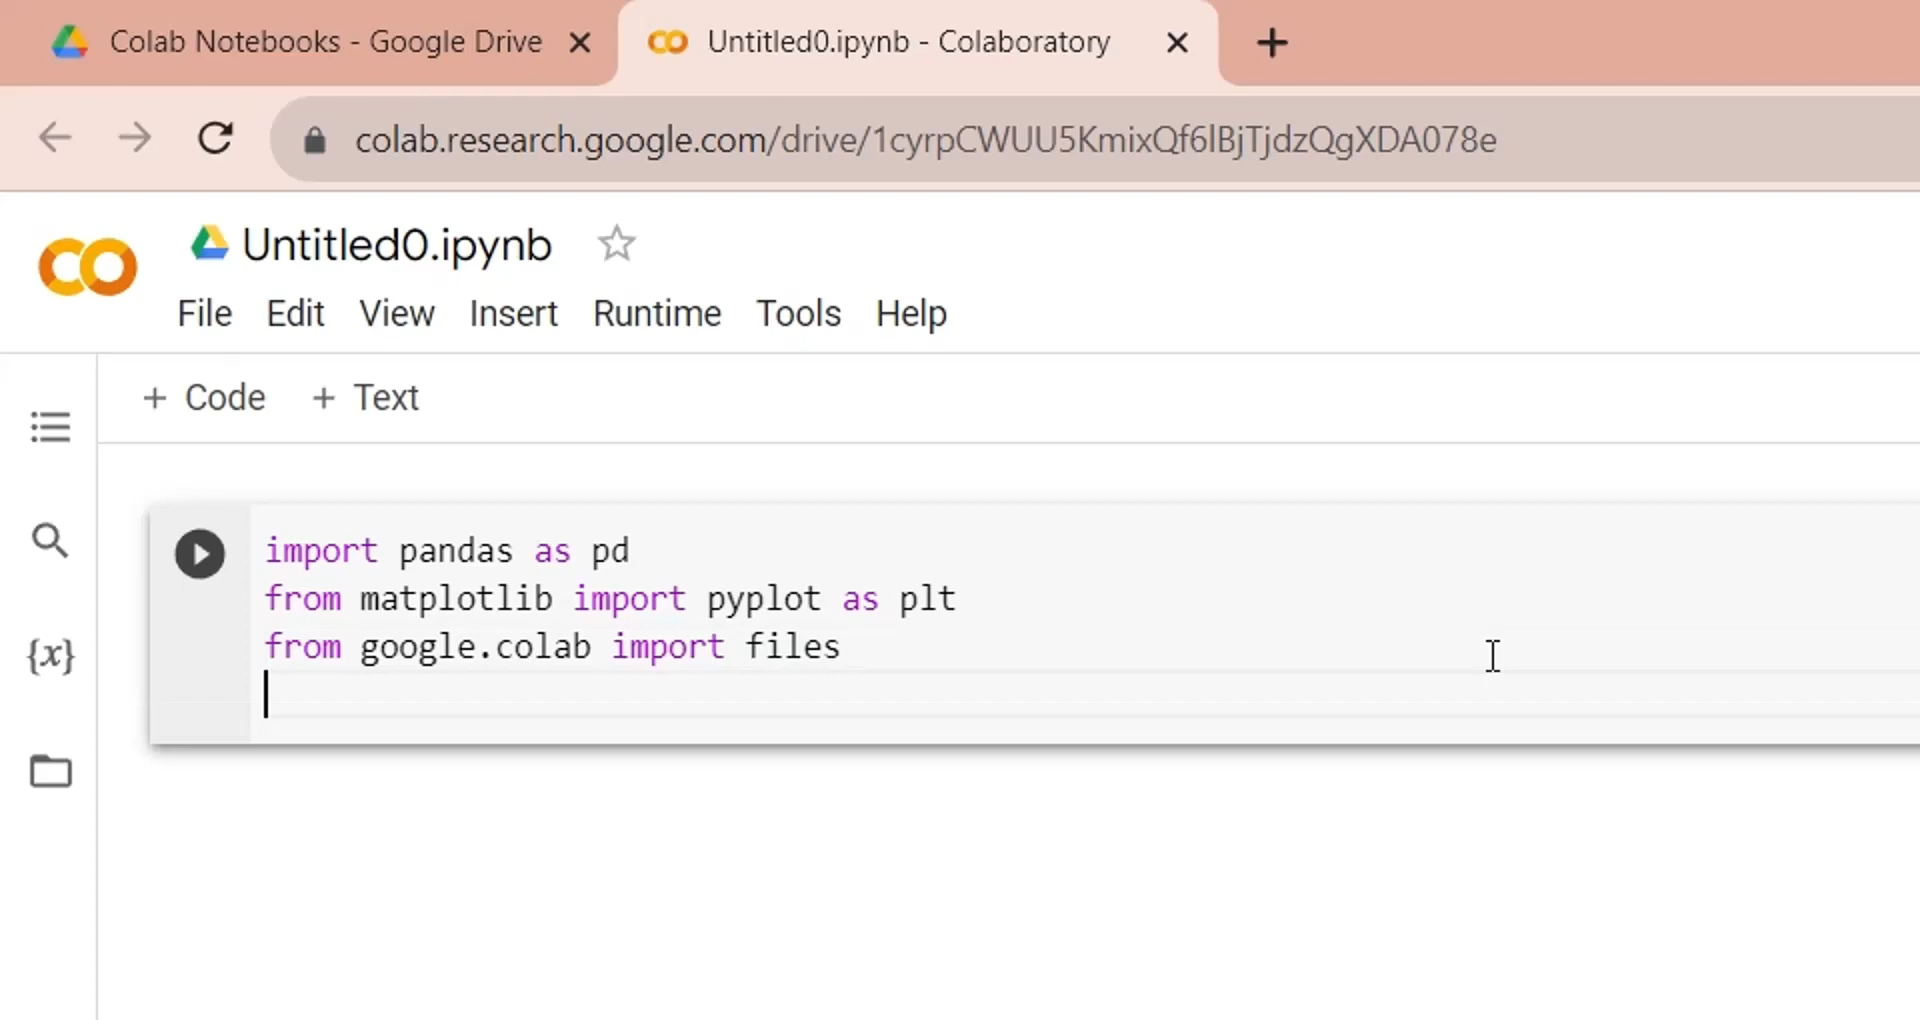 Colab Notebooks - Google Drive
Untitled0.ipynb - Colaboratory
colab.research.google.com/drive/1cyrpCWUU5KmixQf6lBjTjdzQgXDA078e
Untitled0.ipynb
File Edit View Insert Runtime Tools Help
+ Code + Text
import pandas as pd
from matplotlib import pyplot as plt
from google.colab import files
{x}